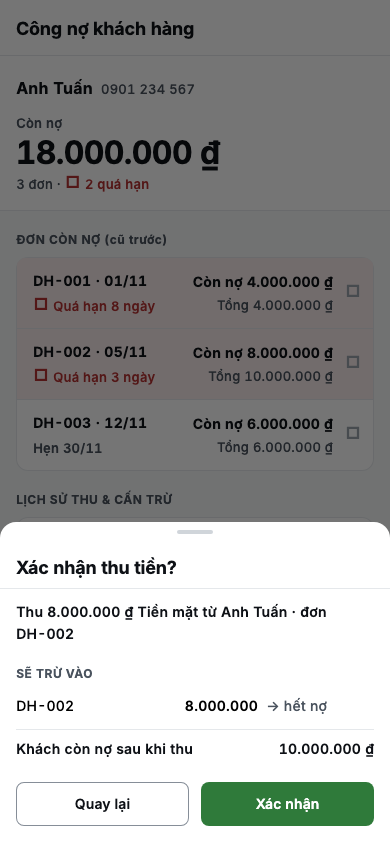 Công nợ khách hàng
Anh Tuấn 0901 234 567
Còn nợ
18.000.000 ₫
3 đơn · 2 quá hạn
ĐƠN CÒN NỢ (cũ trước)
DH-001 · 01/11 Còn nợ 4.000.000 ₫
Quá hạn 8 ngày Tổng 4.000.000 ₫
DH-002 · 05/11 Còn nợ 8.000.000 ₫
Quá hạn 3 ngày Tổng 10.000.000 ₫
DH-003 · 12/11 Còn nợ 6.000.000 ₫
Hẹn 30/11 Tổng 6.000.000 ₫
LỊCH SỬ THU & CẤN TRỪ
Xác nhận thu tiền?
Thu 8.000.000 ₫ Tiền mặt từ Anh Tuấn · đơn
DH-002
SẼ TRỪ VÀO
DH-002 8.000.000 → hết nợ
Khách còn nợ sau khi thu 10.000.000 ₫
Quay lại Xác nhận